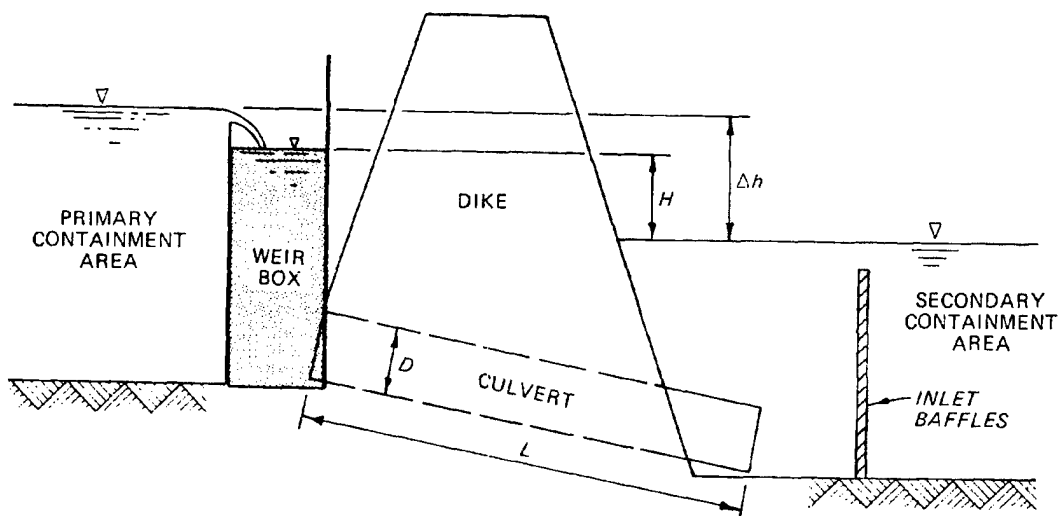 PRIMARY
CONTAINMENT
AREA
WEIR
BOX
DIKE
H
Δh
D
CULVERT
L
SECONDARY
CONTAINMENT
AREA
INLET
BAFFLES